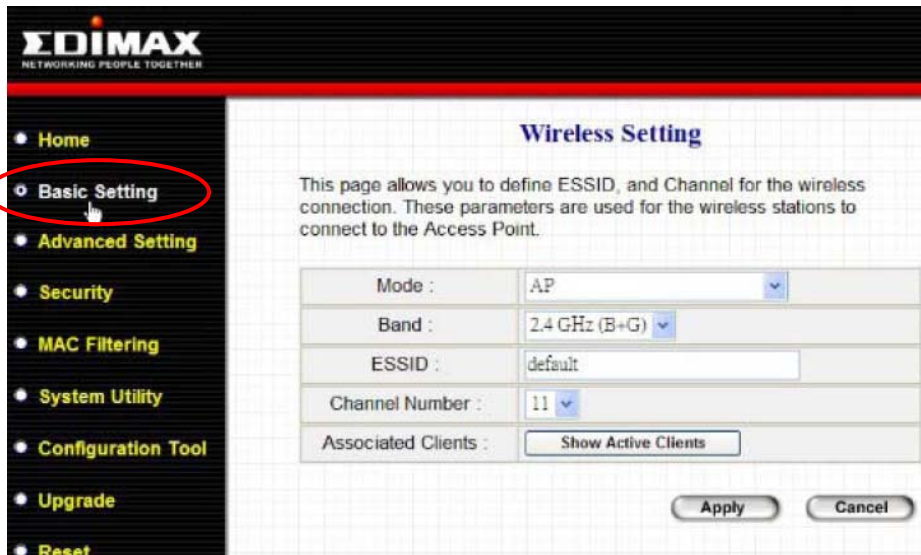 EDIMAX
NETWORKING PEOPLE TOGETHER
Home
Basic Setting
Advanced Setting
Security
MAC Filtering
System Utility
Configuration Tool
Upgrade
Reset
Wireless Setting
This page allows you to define ESSID, and Channel for the wireless
connection. These parameters are used for the wireless stations to
connect to the Access Point.
Mode : AP
Band : 2.4 GHz (B+G)
ESSID : default
Channel Number : 11
Associated Clients : Show Active Clients
Apply Cancel